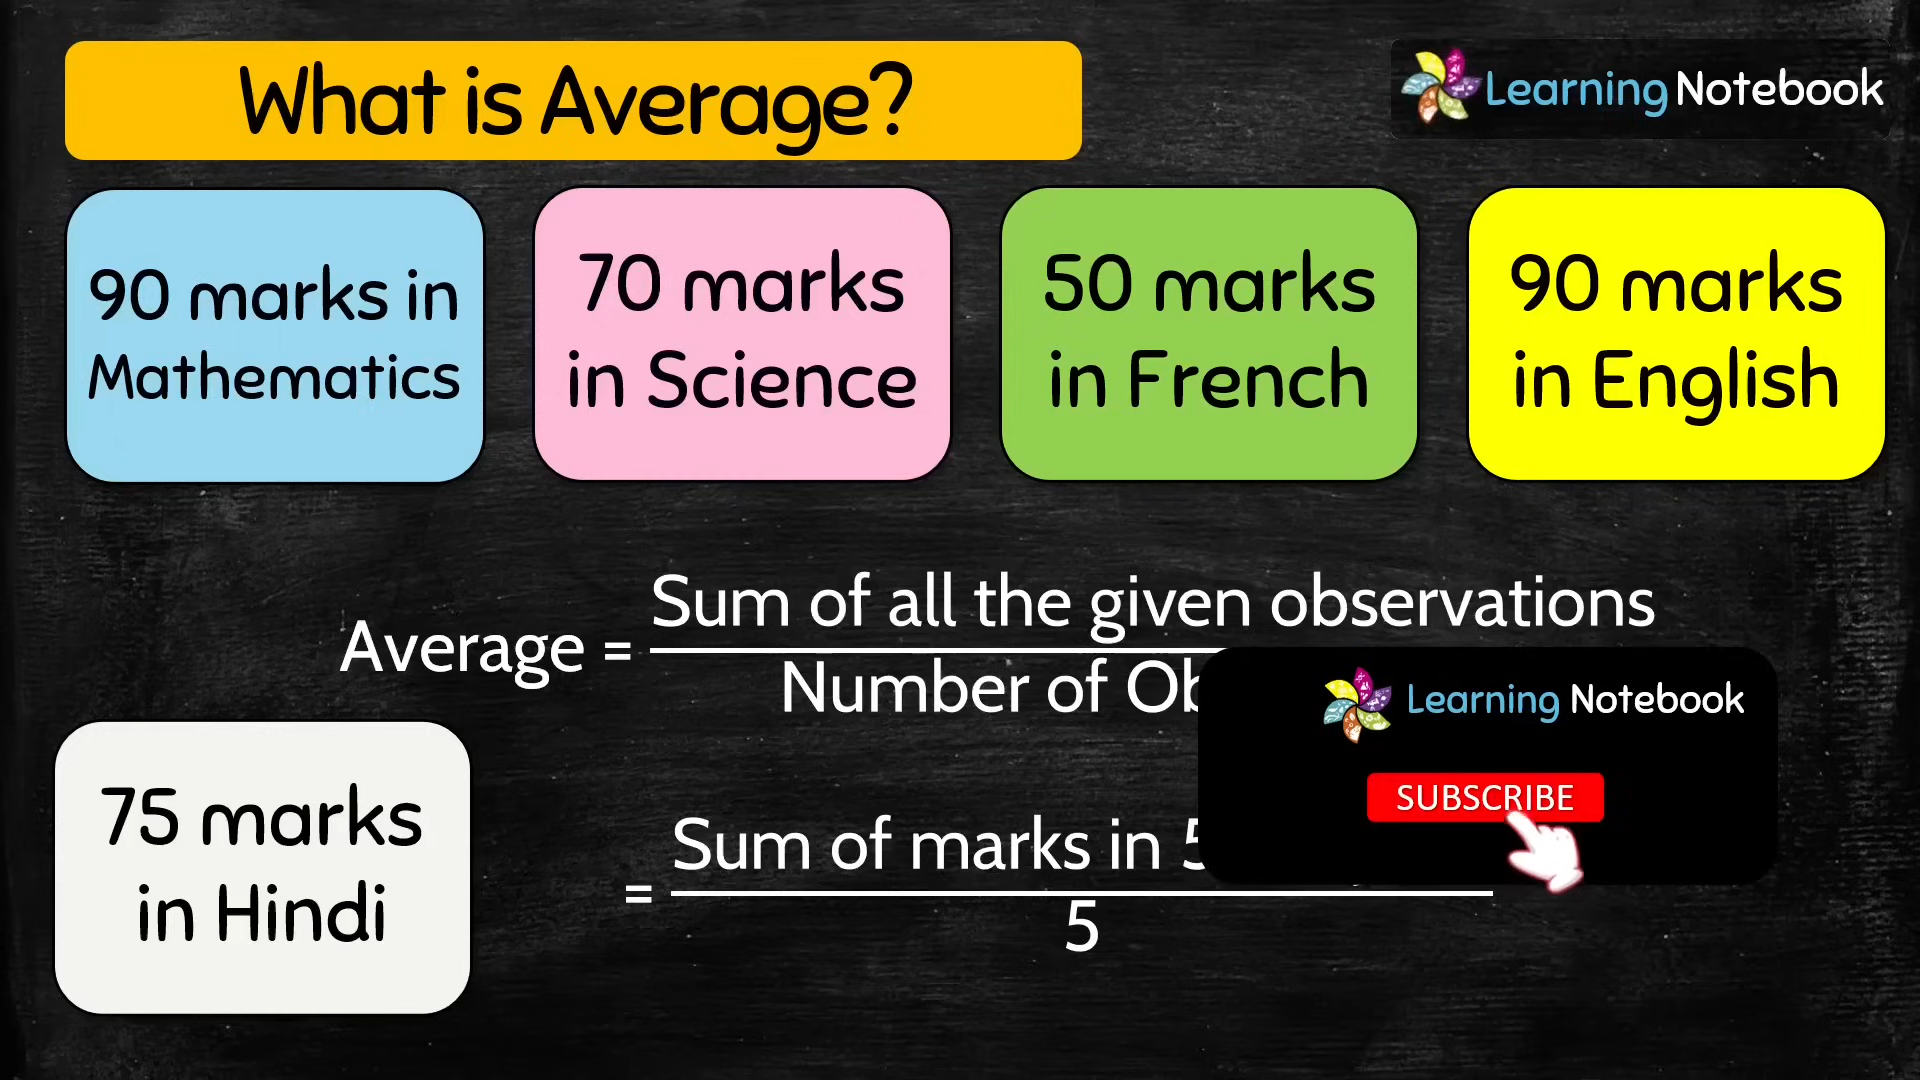 What is Average?
Learning Notebook
90 marks in
Mathematics
70 marks
in Science
50 marks
in French
90 marks
in English
Average = Sum of all the given observations
Number of
Learning Notebook
SUBSCRIBE
75 marks
in Hindi
= Sum of marks in 5
5